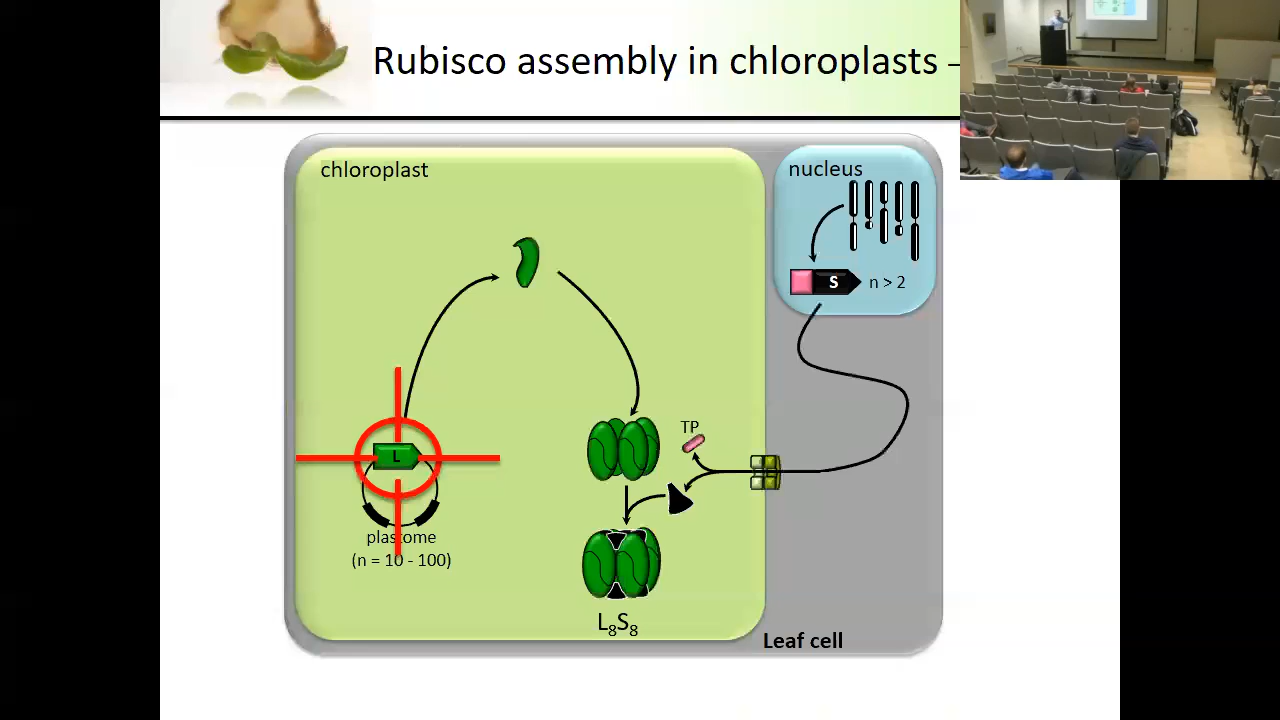 Rubisco assembly in chloroplasts –
chloroplast
nucleus
S n > 2
TP
L
plastome
(n = 10 - 100)
L₈S₈
Leaf cell